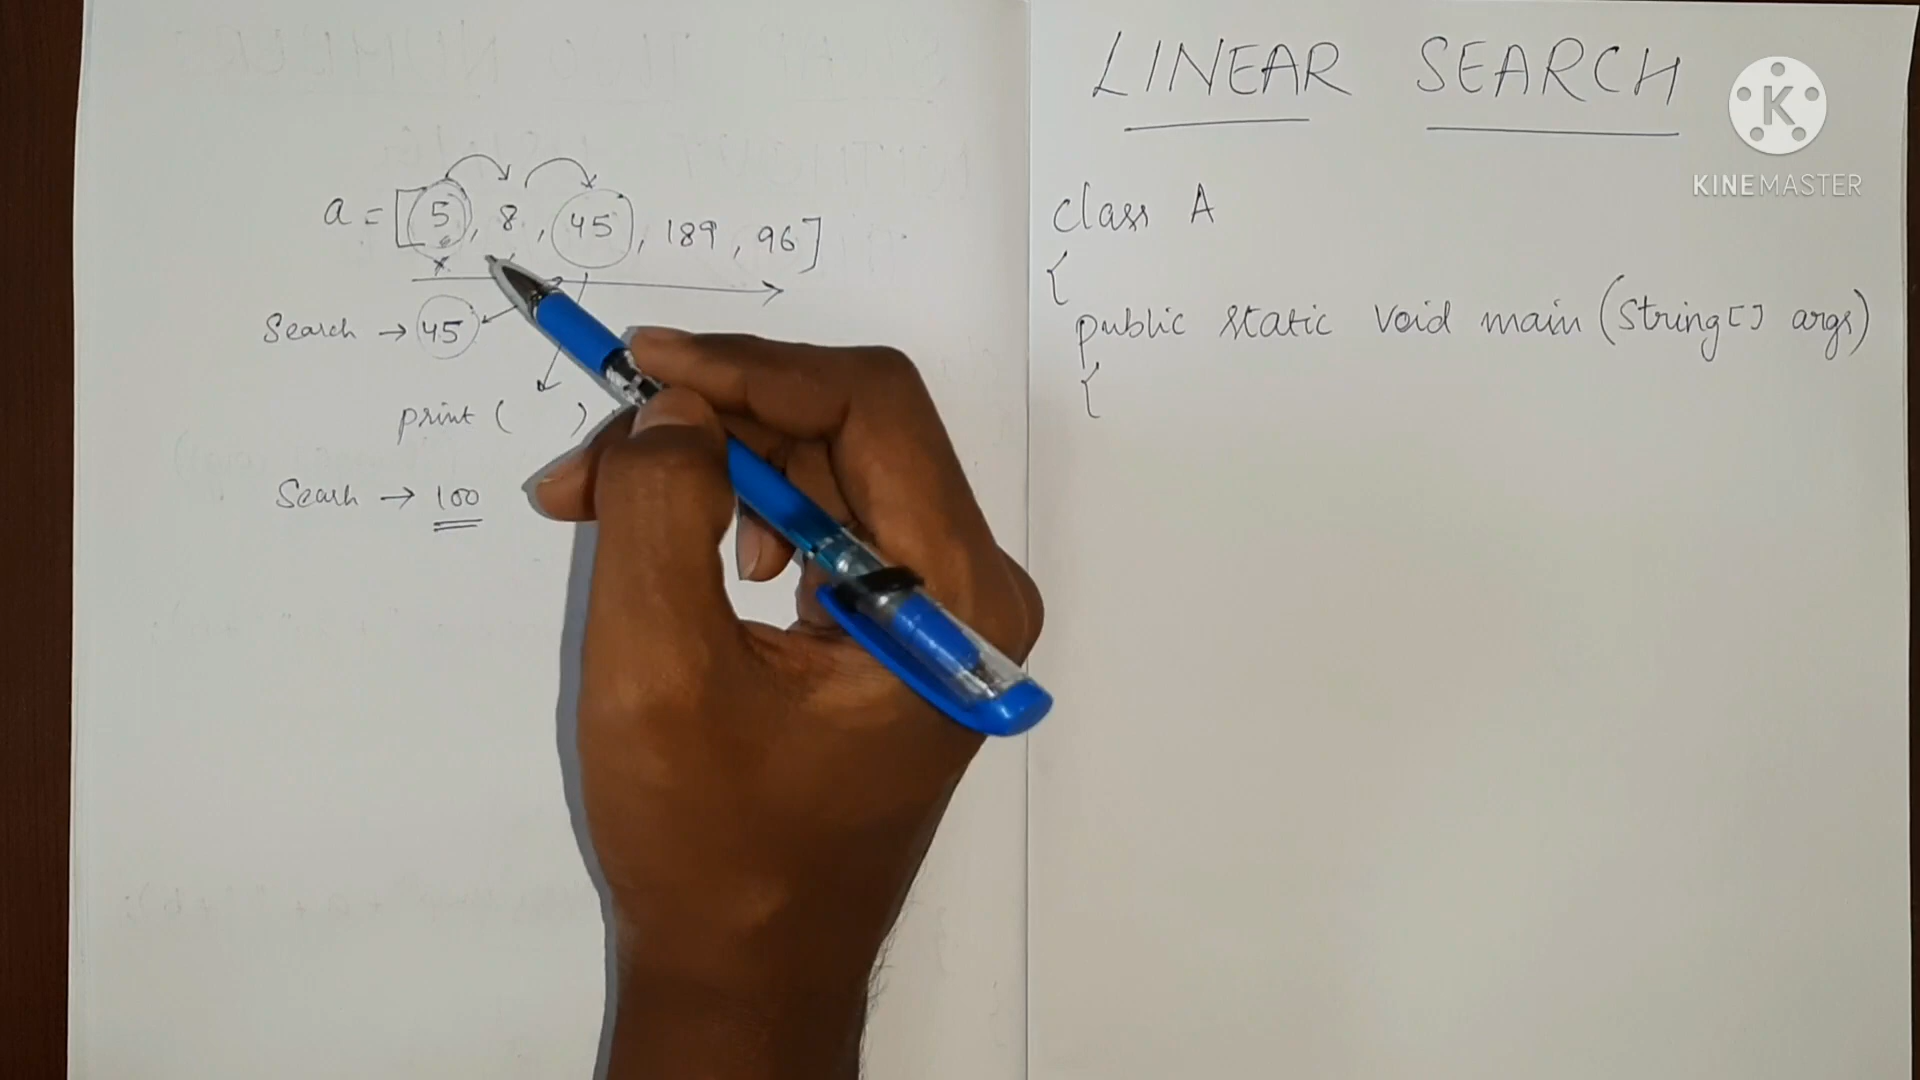 a = [5, 8, 45, 189, 96]
Search → 45
print ( )
Search → 100
LINEAR SEARCH
class A
{
public static void main (String[] args)
{
K
KINEMASTER